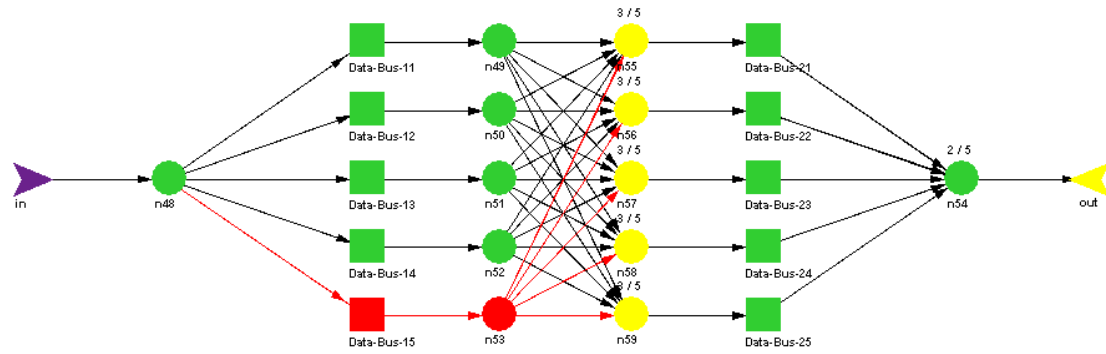 3 / 5
Data-Bus-11
n49
n55
Data-Bus-21
3 / 5
Data-Bus-12
n50
n56
Data-Bus-22
3 / 5
2 / 5
in
n48
Data-Bus-13
n51
n57
Data-Bus-23
n54
out
3 / 5
Data-Bus-14
n52
n58
Data-Bus-24
3 / 5
Data-Bus-15
n53
n59
Data-Bus-25